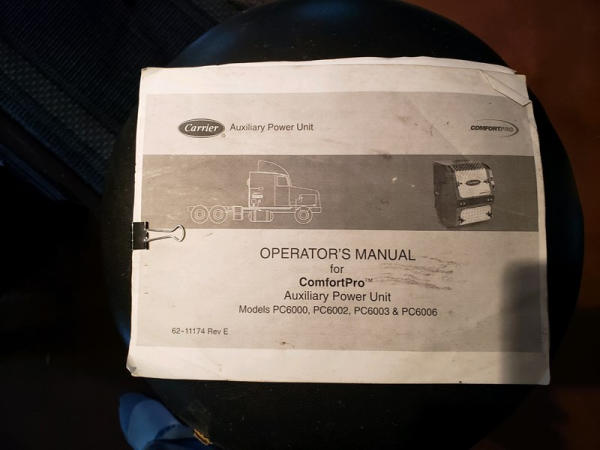 Carrier
Auxiliary Power Unit
COMFORTPRO
OPERATOR'S MANUAL
for
ComfortPro™
Auxiliary Power Unit
Models PC6000, PC6002, PC6003 & PC6006
62-11174 Rev E